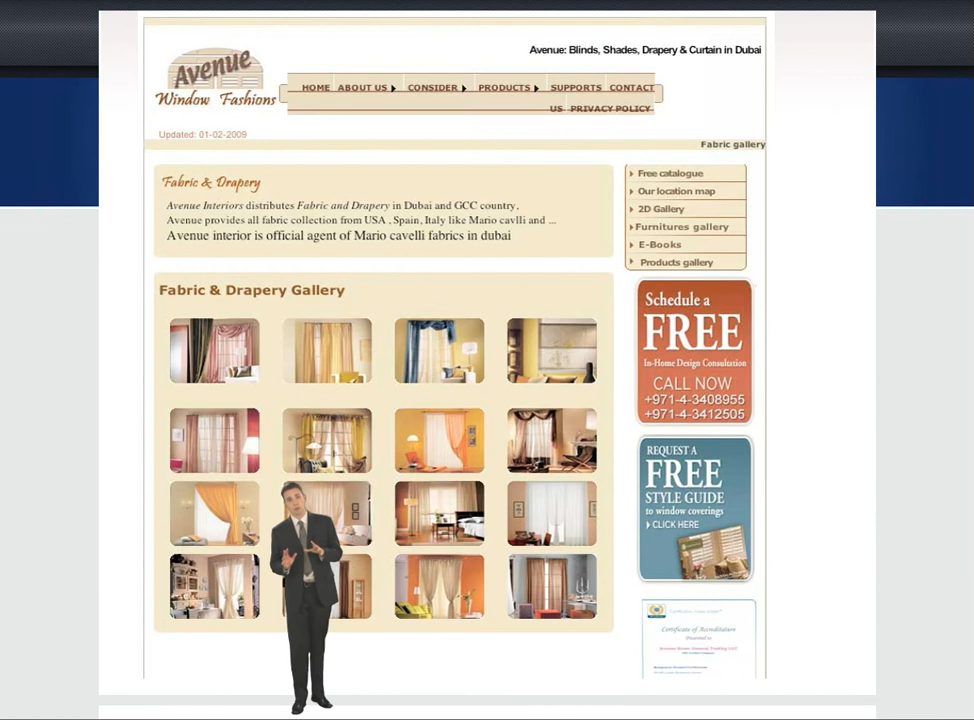 Avenue: Blinds, Shades, Drapery & Curtain in Dubai
Avenue
Window Fashions
HOME ABOUT US CONSIDER PRODUCTS SUPPORTS CONTACT
US PRIVACY POLICY
Updated: 01-02-2009
Fabric gallery
Fabric & Drapery
Avenue Interiors distributes Fabric and Drapery in Dubai and GCC country,
Avenue provides all fabric collection from USA , Spain, Italy like Mario cavlli and ...
Avenue interior is official agent of Mario cavelli fabrics in dubai
Free catalogue
Our location map
2D Gallery
Furnitures gallery
E-Books
Products gallery
Fabric & Drapery Gallery
Schedule a
FREE
In-Home Design Consultation
CALL NOW
+971-4-3408955
+971-4-3412505
REQUEST A
FREE
STYLE GUIDE
to window coverings
CLICK HERE
Certificate of Accreditation
Presented to